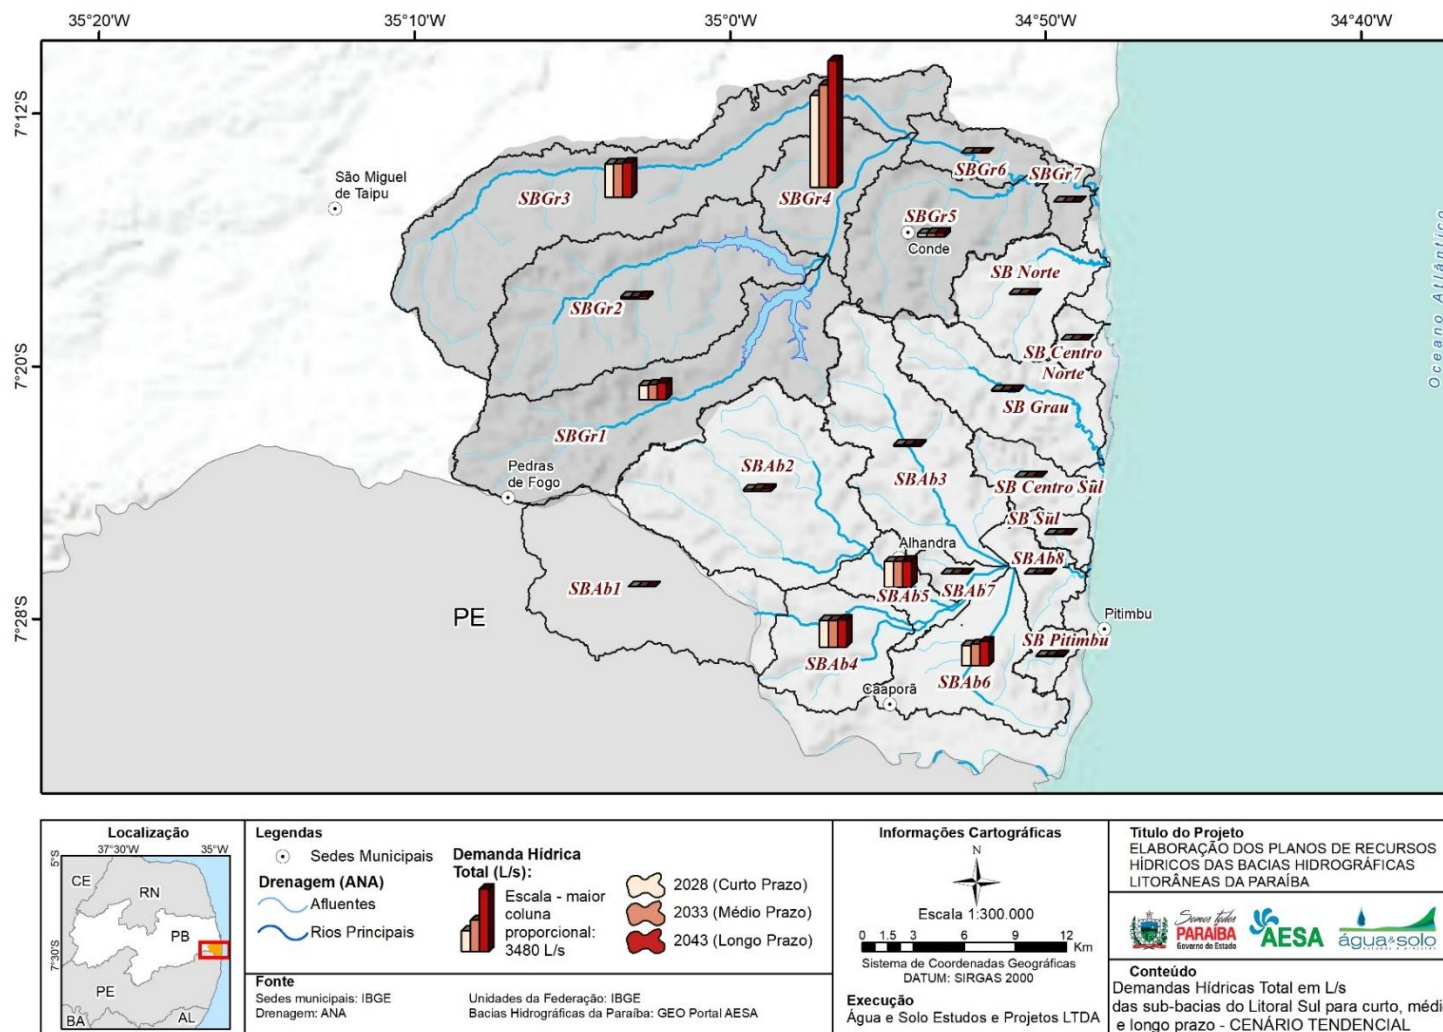 35°20'W
35°10'W
35°0'W
34°50'W
34°40'W
7°12'S
7°20'S
7°28'S
São Miguel
de Taipu
SBGr3
SBGr4
SBGr6
SBGr7
SBGr5
Conde
SB Norte
SBGr2
SB Centro
Norte
SB Grau
SBGr1
Pedras
de Fogo
SBAb2
SBAb3
SB Centro Sul
SB Sul
Alhandra
SBAb8
SBAb1
SBAb5
SBAb7
PE
Pitimbu
SB Pitimbu
SBAb4
SBAb6
Caaporã
Oceano Atlântico
Localização
37°30'W
35°W
5°S
7°30'S
CE
RN
PB
PE
BA
AL
Legendas
Sedes Municipais
Drenagem (ANA)
Afluentes
Rios Principais
Demanda Hídrica
Total (L/s):
Escala - maior
coluna
proporcional:
3480 L/s
2028 (Curto Prazo)
2033 (Médio Prazo)
2043 (Longo Prazo)
Fonte
Sedes municipais: IBGE
Drenagem: ANA
Unidades da Federação: IBGE
Bacias Hidrográficas da Paraíba: GEO Portal AESA
Informações Cartográficas
N
Escala 1:300.000
0 1.5 3 6 9 12
Km
Sistema de Coordenadas Geográficas
DATUM: SIRGAS 2000
Execução
Água e Solo Estudos e Projetos LTDA
Titulo do Projeto
ELABORAÇÃO DOS PLANOS DE RECURSOS
HÍDRICOS DAS BACIAS HIDROGRÁFICAS
LITORÂNEAS DA PARAÍBA
Somos todos
PARAÍBA
Governo do Estado
AESA
água&solo
estudos e projetos
Conteúdo
Demandas Hídricas Total em L/s
das sub-bacias do Litoral Sul para curto, médi
e longo prazo - CENÁRIO TENDENCIAL